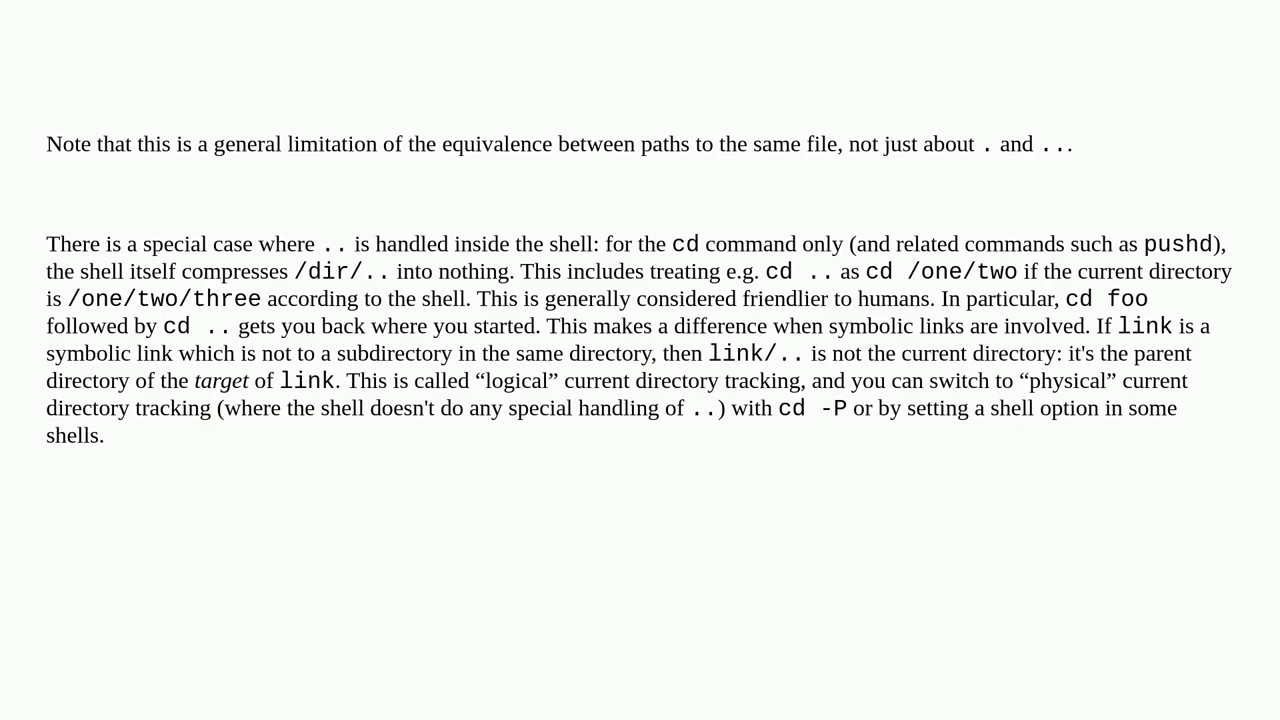 Note that this is a general limitation of the equivalence between paths to the same file, not just about . and ...
There is a special case where .. is handled inside the shell: for the cd command only (and related commands such as pushd),
the shell itself compresses /dir/.. into nothing. This includes treating e.g. cd .. as cd /one/two if the current directory
is /one/two/three according to the shell. This is generally considered friendlier to humans. In particular, cd foo
followed by cd .. gets you back where you started. This makes a difference when symbolic links are involved. If link is a
symbolic link which is not to a subdirectory in the same directory, then link/.. is not the current directory: it's the parent
directory of the target of link. This is called “logical” current directory tracking, and you can switch to “physical” current
directory tracking (where the shell doesn't do any special handling of ..) with cd -P or by setting a shell option in some
shells.